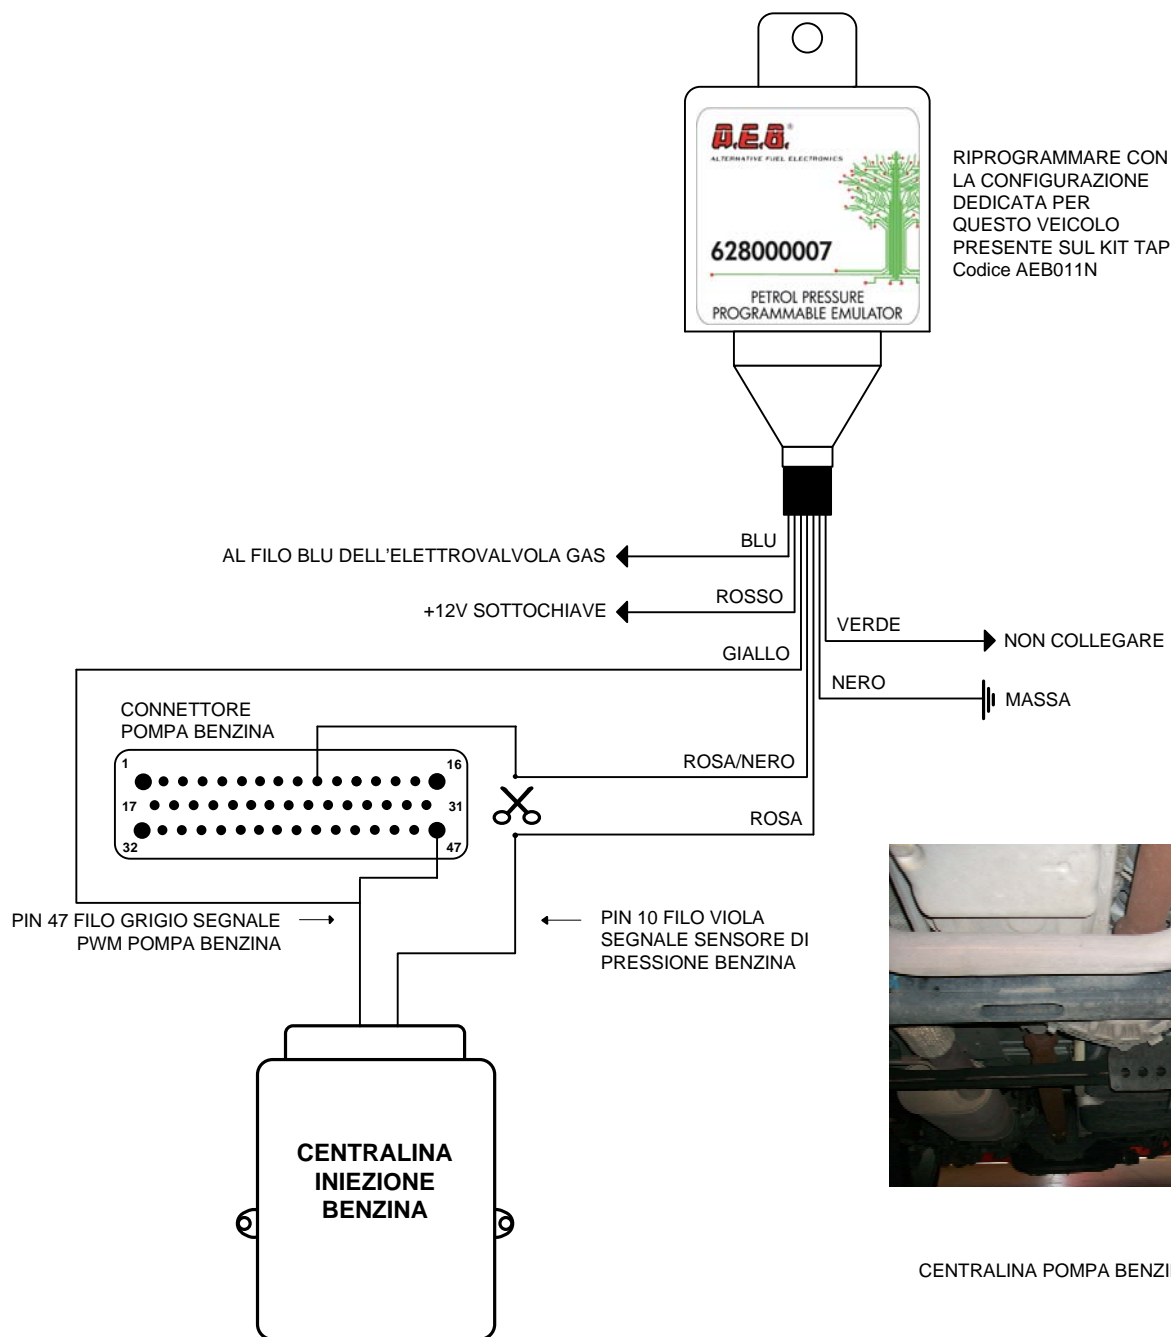 A.E.B.®
ALTERNATIVE FUEL ELECTRONICS
628000007
PETROL PRESSURE
PROGRAMMABLE EMULATOR
RIPROGRAMMARE CON
LA CONFIGURAZIONE
DEDICATA PER
QUESTO VEICOLO
PRESENTE SUL KIT TAP
Codice AEB011N
BLU
AL FILO BLU DELL'ELETTROVALVOLA GAS
ROSSO
+12V SOTTOCHIAVE
VERDE
NON COLLEGARE
GIALLO
NERO
MASSA
CONNETTORE
POMPA BENZINA
1
16
17
31
32
47
ROSA/NERO
ROSA
PIN 47 FILO GRIGIO SEGNALE
PWM POMPA BENZINA
PIN 10 FILO VIOLA
SEGNALE SENSORE DI
PRESSIONE BENZINA
CENTRALINA
INIEZIONE
BENZINA
CENTRALINA POMPA